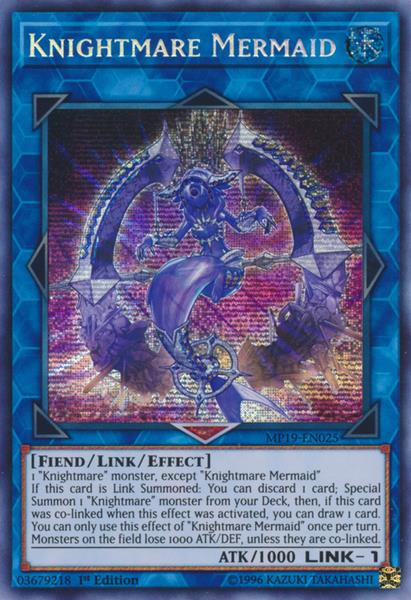 KNIGHTMARE MERMAID
MP19-EN025
[FIEND/LINK/EFFECT]
1 "Knightmare" monster, except "Knightmare Mermaid"
If this card is Link Summoned: You can discard 1 card; Special
Summon 1 "Knightmare" monster from your Deck, then, if this card
was co-linked when this effect was activated, you can draw 1 card.
You can only use this effect of "Knightmare Mermaid" once per turn.
Monsters on the field lose 1000 ATK/DEF, unless they are co-linked.
ATK/1000 LINK-1
03679218 1ST Edition ©1996 KAZUKI TAKAHASHI